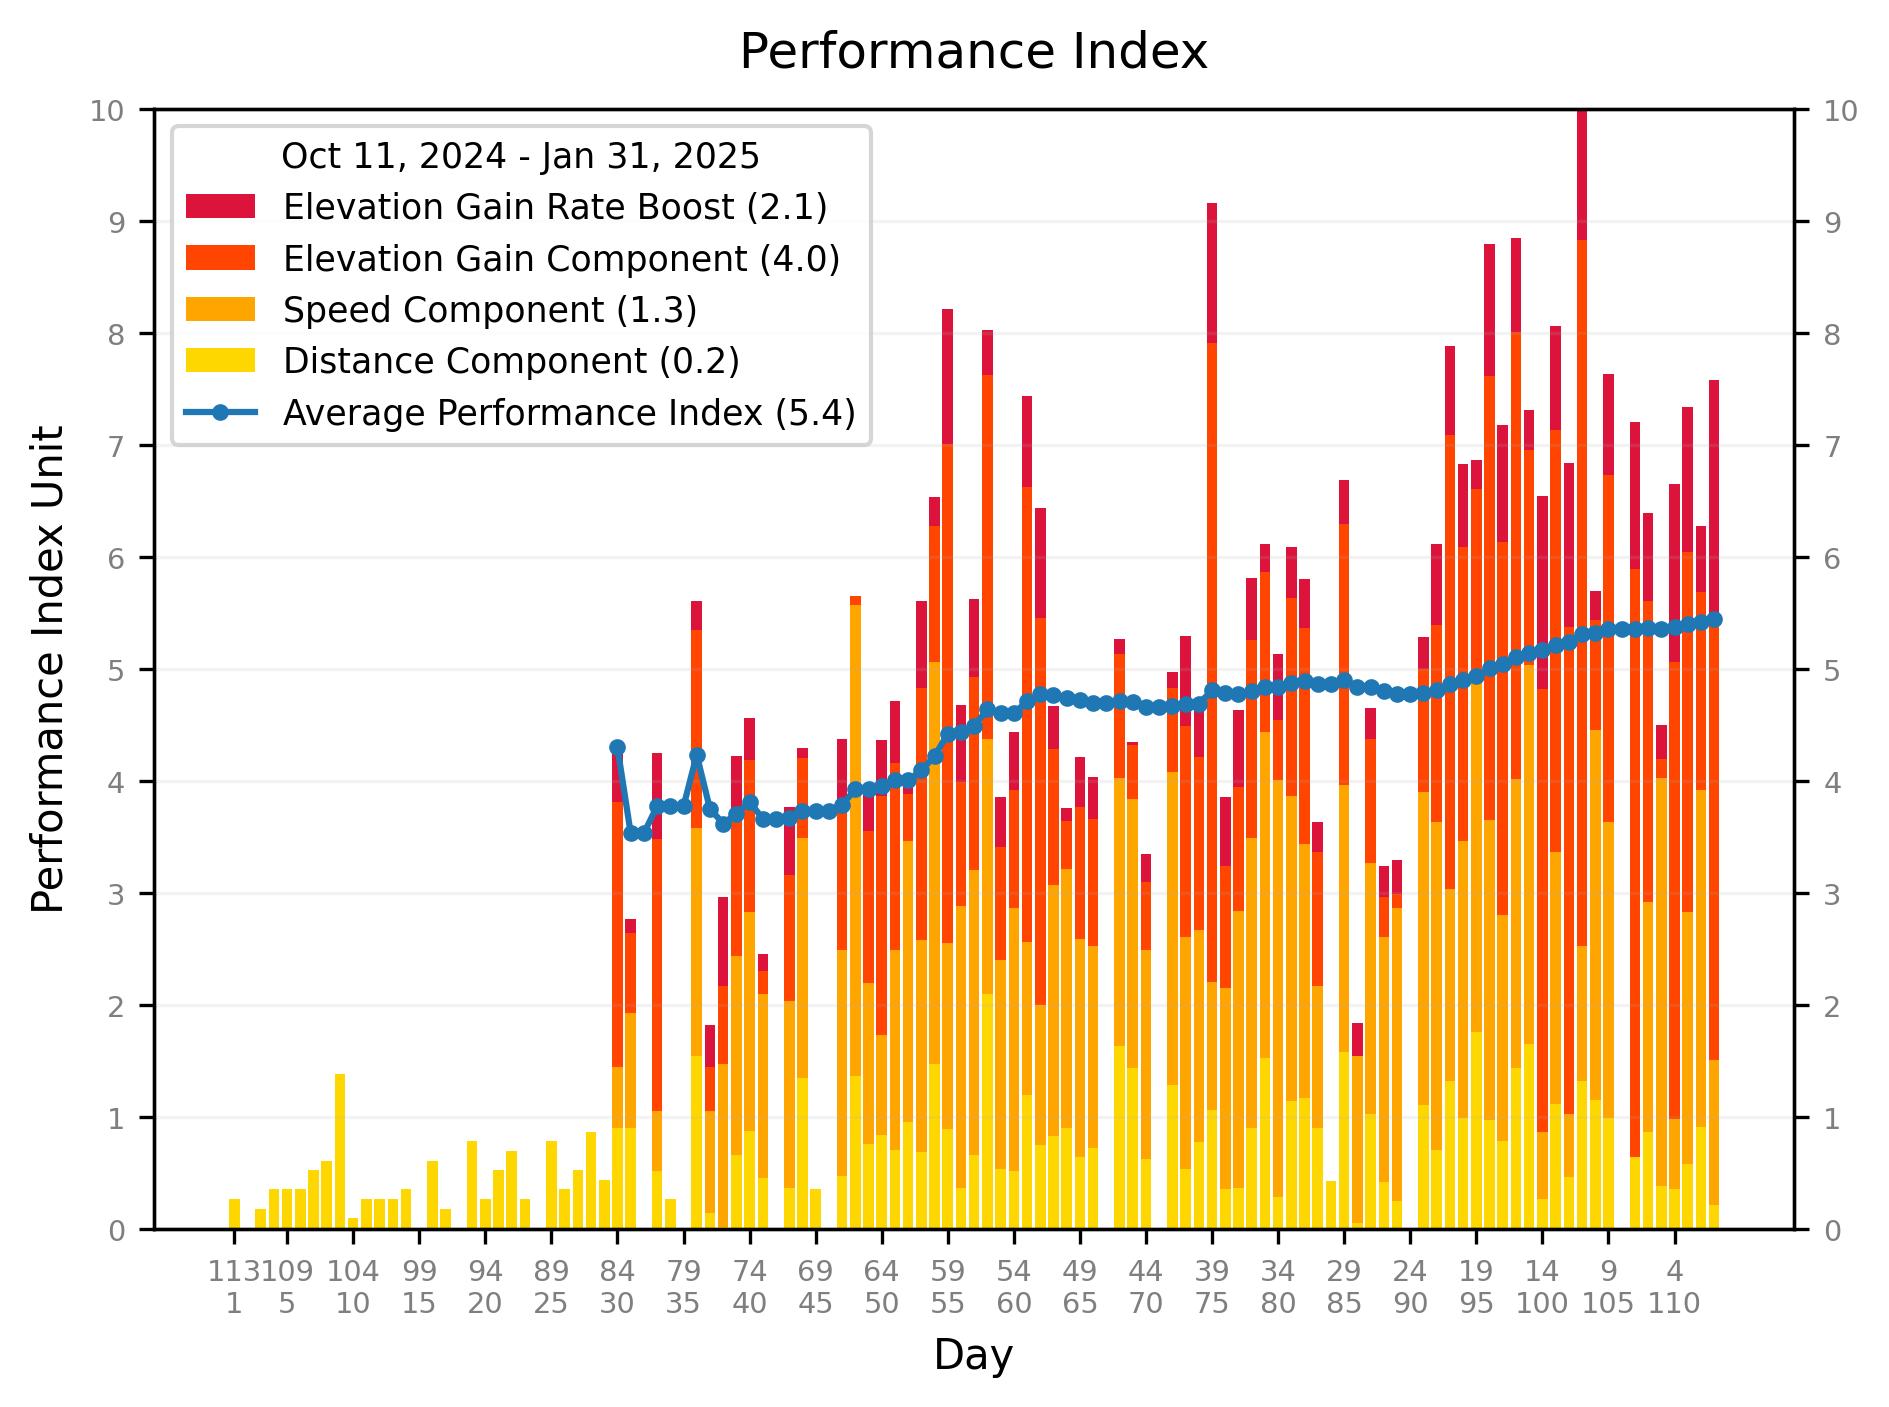 Performance Index
Oct 11, 2024 - Jan 31, 2025
Elevation Gain Rate Boost (2.1)
Elevation Gain Component (4.0)
Speed Component (1.3)
Distance Component (0.2)
Average Performance Index (5.4)
Performance Index Unit
10
9
8
7
6
5
4
3
2
1
0
10
9
8
7
6
5
4
3
2
1
0
113 109 104 99 94 89 84 79 74 69 64 59 54 49 44 39 34 29 24 19 14 9 4
1 5 10 15 20 25 30 35 40 45 50 55 60 65 70 75 80 85 90 95 100 105 110
Day